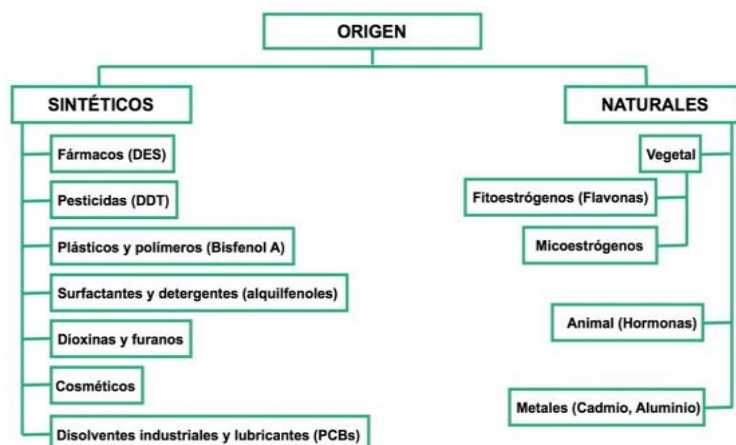 ORIGEN
SINTÉTICOS
Fármacos (DES)
Pesticidas (DDT)
Plásticos y polímeros (Bisfenol A)
Surfactantes y detergentes (alquilfenoles)
Dioxinas y furanos
Cosméticos
Disolventes industriales y lubricantes (PCBs)
NATURALES
Vegetal
Fitoestrógenos (Flavonas)
Micoestrógenos
Animal (Hormonas)
Metales (Cadmio, Aluminio)